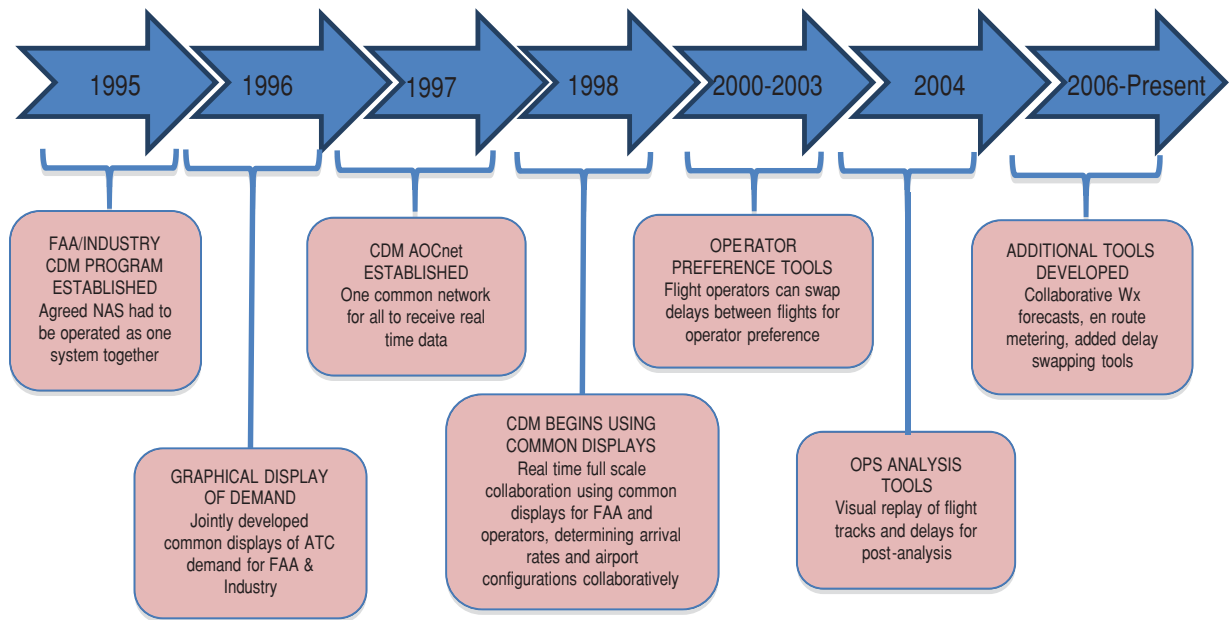 1995
1996
1997
1998
2000-2003
2004
2006-Present
FAA/INDUSTRY
CDM PROGRAM
ESTABLISHED
Agreed NAS had to
be operated as one
system together
GRAPHICAL DISPLAY
OF DEMAND
Jointly developed
common displays of ATC
demand for FAA &
Industry
CDM AOCnet
ESTABLISHED
One common network
for all to receive real
time data
CDM BEGINS USING
COMMON DISPLAYS
Real time full scale
collaboration using common
displays for FAA and
operators, determining arrival
rates and airport
configurations collaboratively
OPERATOR
PREFERENCE TOOLS
Flight operators can swap
delays between flights for
operator preference
OPS ANALYSIS
TOOLS
Visual replay of flight
tracks and delays for
post-analysis
ADDITIONAL TOOLS
DEVELOPED
Collaborative Wx
forecasts, en route
metering, added delay
swapping tools